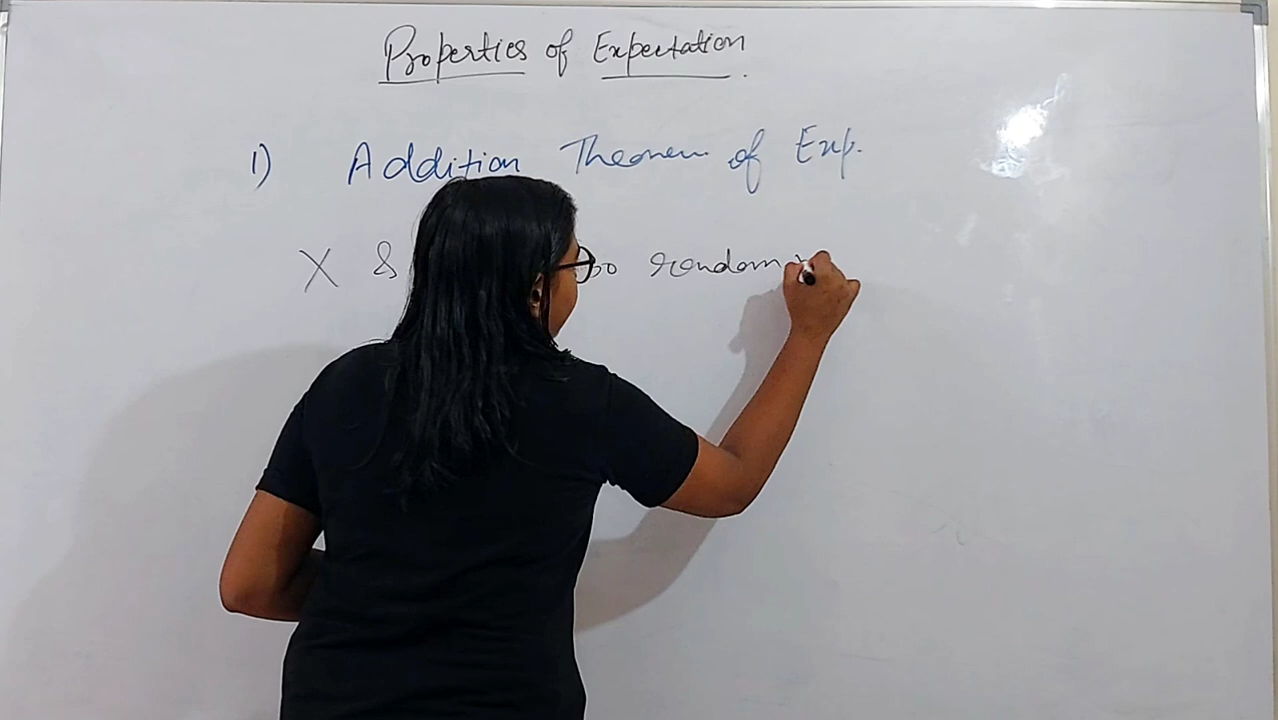 Properties of Expectation.
1) Addition Theorem of Exp.
X & random